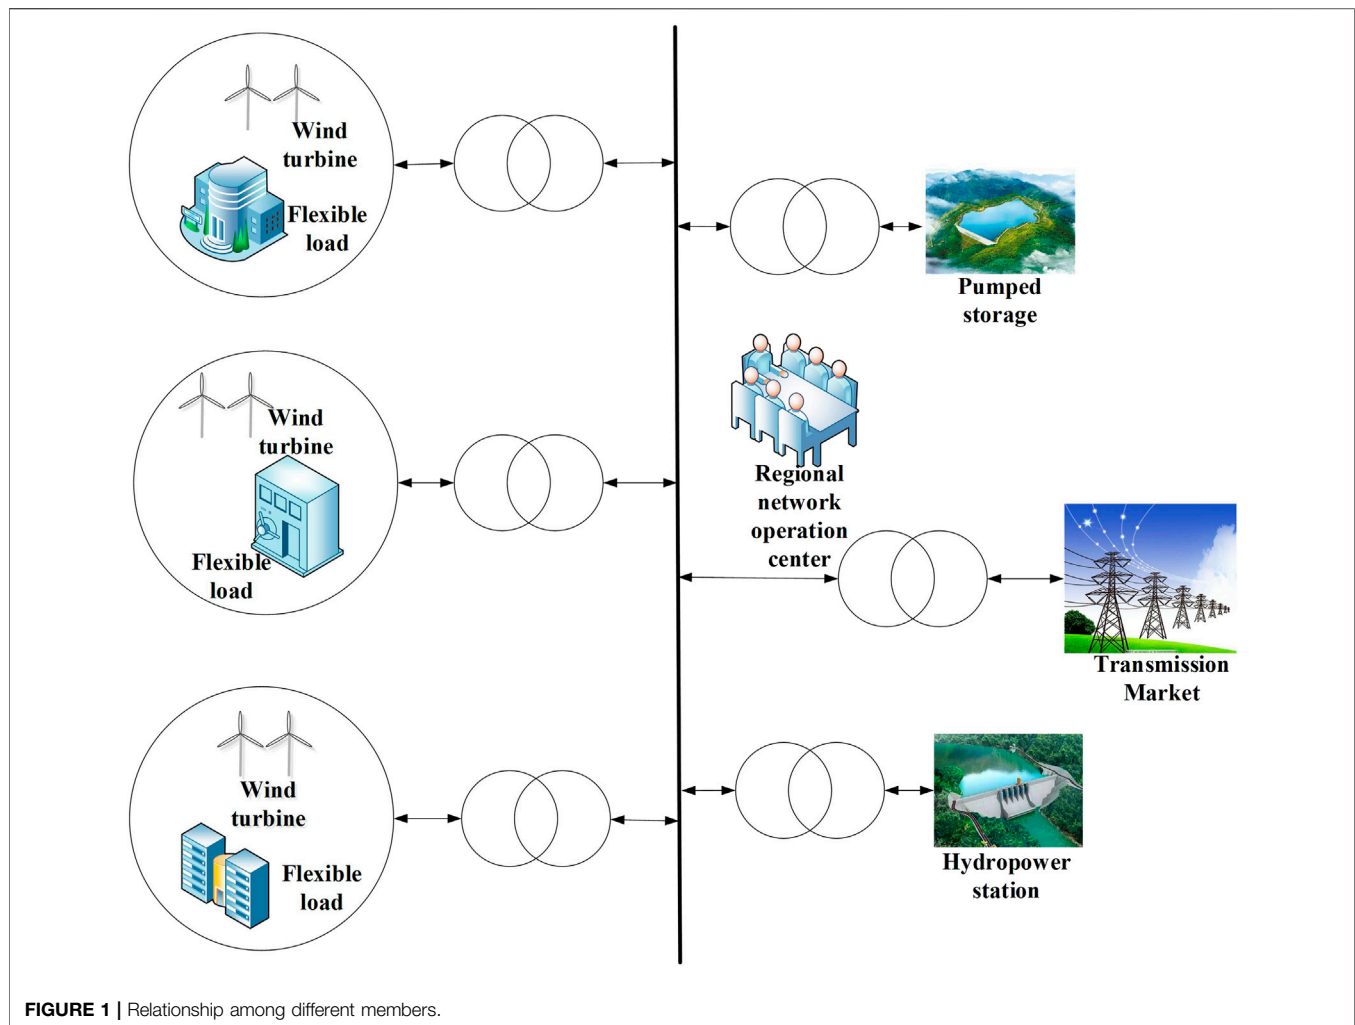 Wind
turbine
Flexible
load
Wind
turbine
Flexible
load
Wind
turbine
Flexible
load
Pumped
storage
Regional
network
operation
center
Transmission
Market
Hydropower
station
FIGURE 1 | Relationship among different members.